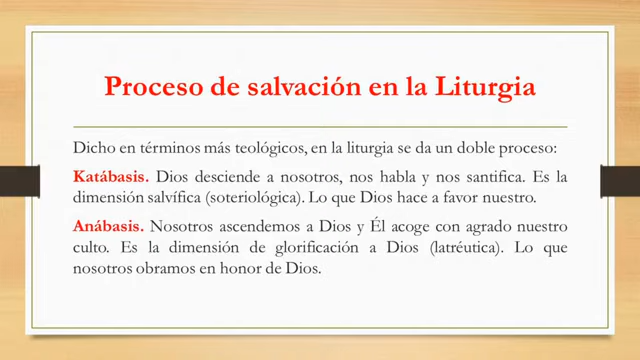 Proceso de salvación en la Liturgia
Dicho en términos más teológicos, en la liturgia se da un doble proceso:
Katábasis. Dios desciende a nosotros, nos habla y nos santifica. Es la
dimensión salvífica (soteriológica). Lo que Dios hace a favor nuestro.
Anábasis. Nosotros ascendemos a Dios y Él acoge con agrado nuestro
culto. Es la dimensión de glorificación a Dios (latréutica). Lo que
nosotros obramos en honor de Dios.